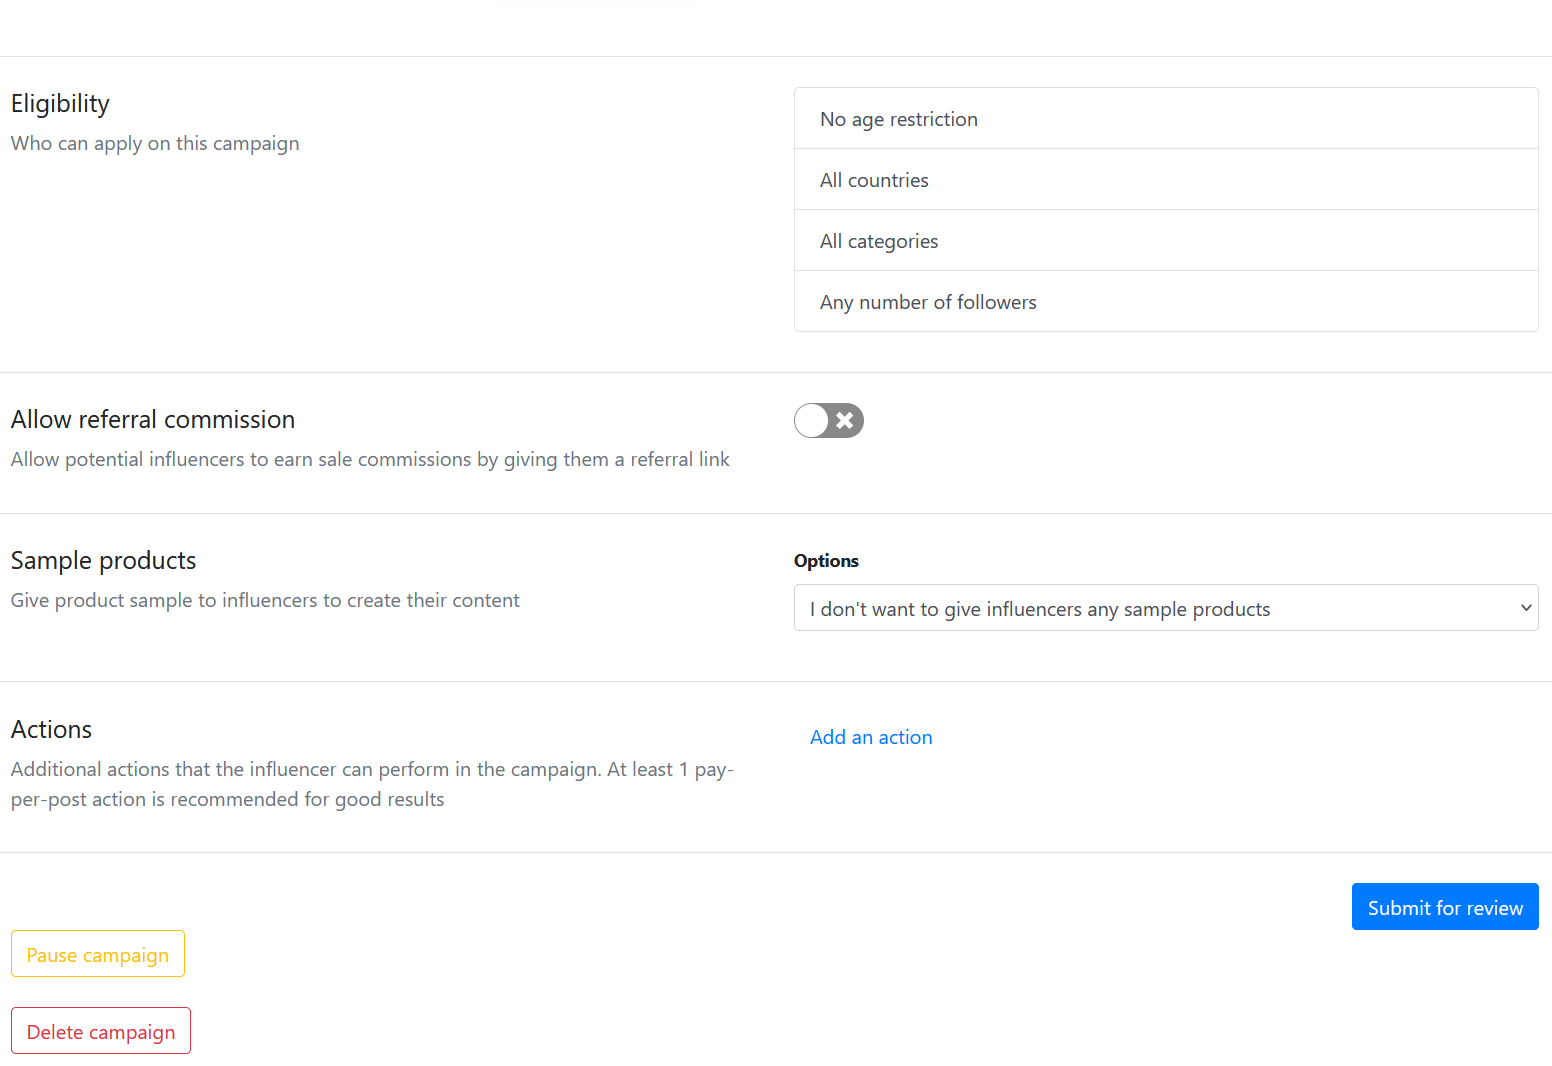 Eligibility
Who can apply on this campaign
No age restriction
All countries
All categories
Any number of followers
Allow referral commission
Allow potential influencers to earn sale commissions by giving them a referral link
Sample products
Give product sample to influencers to create their content
Options
I don't want to give influencers any sample products
Actions
Additional actions that the influencer can perform in the campaign. At least 1 pay-
per-post action is recommended for good results
Add an action
Submit for review
Pause campaign
Delete campaign